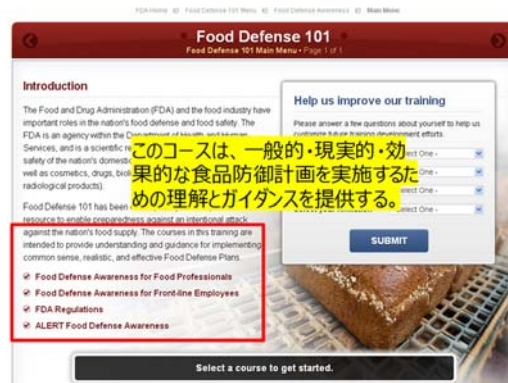 FDA Home Food Defense 101 Menu Food Defense Awareness Main Menu
Food Defense 101
Food Defense 101 Main Menu • Page 1 of 1
Introduction
The Food and Drug Administration (FDA) and the food industry have
important roles in the nation's food defense and food safety. The
FDA is an agency within the Department of Health and Human
Services, and is a scientific
safety of the nation's domestic
well as cosmetics, drugs,
radiological products).
Food Defense 101 has been
resource to enable preparedness against an intentional attack
against the nation's food supply. The courses in this training are
intended to provide understanding and guidance for implementing
common sense, realistic, and effective Food Defense Plans.
Food Defense Awareness for Food Professionals
Food Defense Awareness for Front-line Employees
FDA Regulations
ALERT Food Defense Awareness
このコースは、一般的・現実的・効
果的な食品防御計画を実施するた
めの理解とガイダンスを提供する。
Help us improve our training
Please answer a few questions about yourself to help us
customize future training development efforts.
Select One -
Select One -
Select One -
Select One -
SUBMIT
Select a course to get started.